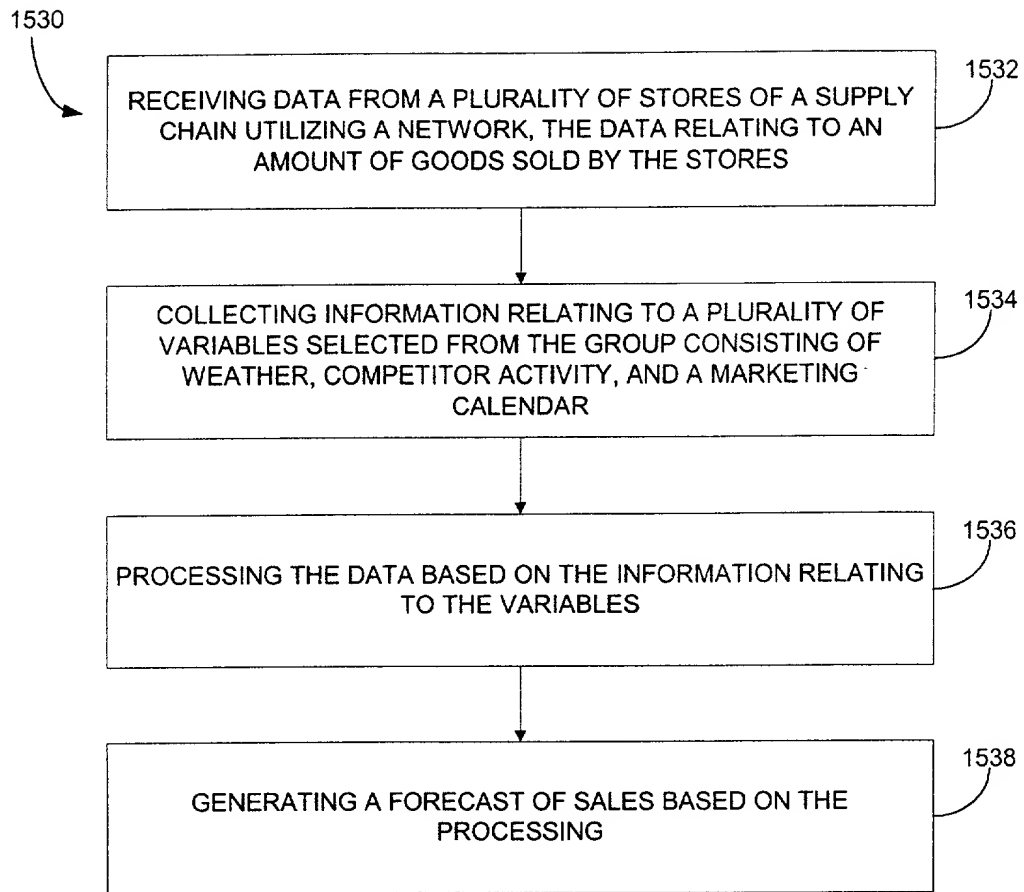 1530
1532
RECEIVING DATA FROM A PLURALITY OF STORES OF A SUPPLY
CHAIN UTILIZING A NETWORK, THE DATA RELATING TO AN
AMOUNT OF GOODS SOLD BY THE STORES
1534
COLLECTING INFORMATION RELATING TO A PLURALITY OF
VARIABLES SELECTED FROM THE GROUP CONSISTING OF
WEATHER, COMPETITOR ACTIVITY, AND A MARKETING
CALENDAR
1536
PROCESSING THE DATA BASED ON THE INFORMATION RELATING
TO THE VARIABLES
1538
GENERATING A FORECAST OF SALES BASED ON THE
PROCESSING